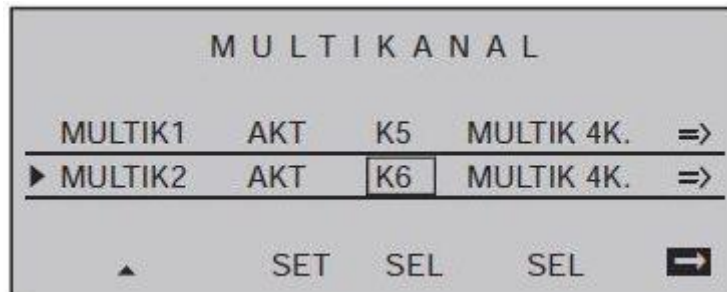 MULTIKANAL
MULTIK1 AKT K5 MULTIK 4K. =>
▶ MULTIK2 AKT K6 MULTIK 4K. =>
▲ SET SEL SEL ➡